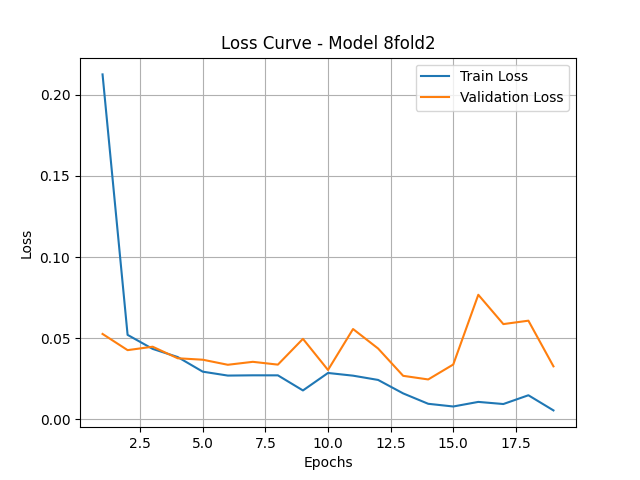 Loss Curve - Model 8fold2
Train Loss
Validation Loss
0.20
0.15
0.10
0.05
0.00
Loss
2.5 5.0 7.5 10.0 12.5 15.0 17.5
Epochs